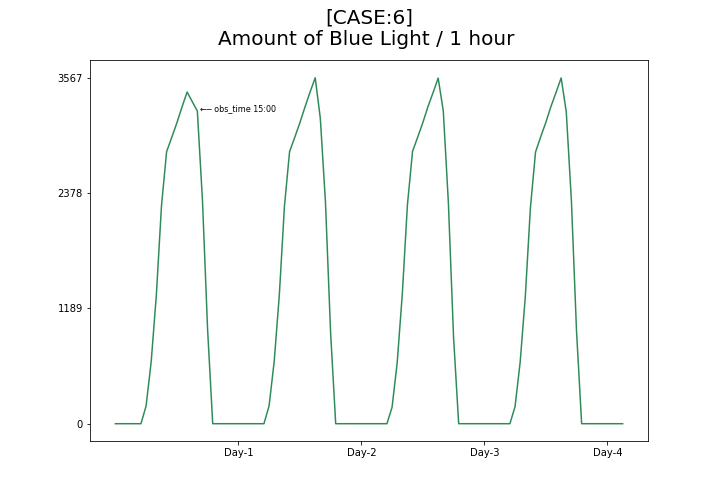 [CASE:6]
Amount of Blue Light / 1 hour
3567
←— obs_time 15:00
2378
1189
0
Day-1
Day-2
Day-3
Day-4